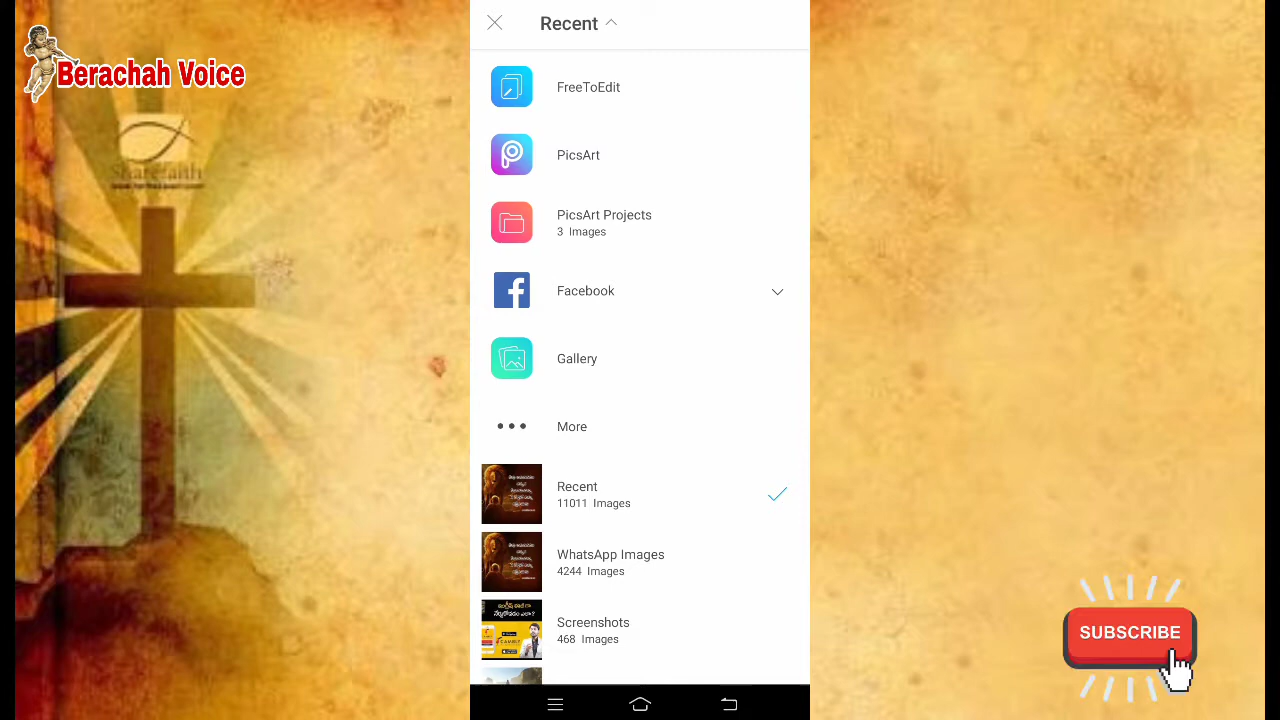 Berachah Voice
Sharefaith
Recent
FreeToEdit
PicsArt
PicsArt Projects
3 Images
Facebook
Gallery
More
Recent
11011 Images
WhatsApp Images
4244 Images
Screenshots
468 Images
SUBSCRIBE